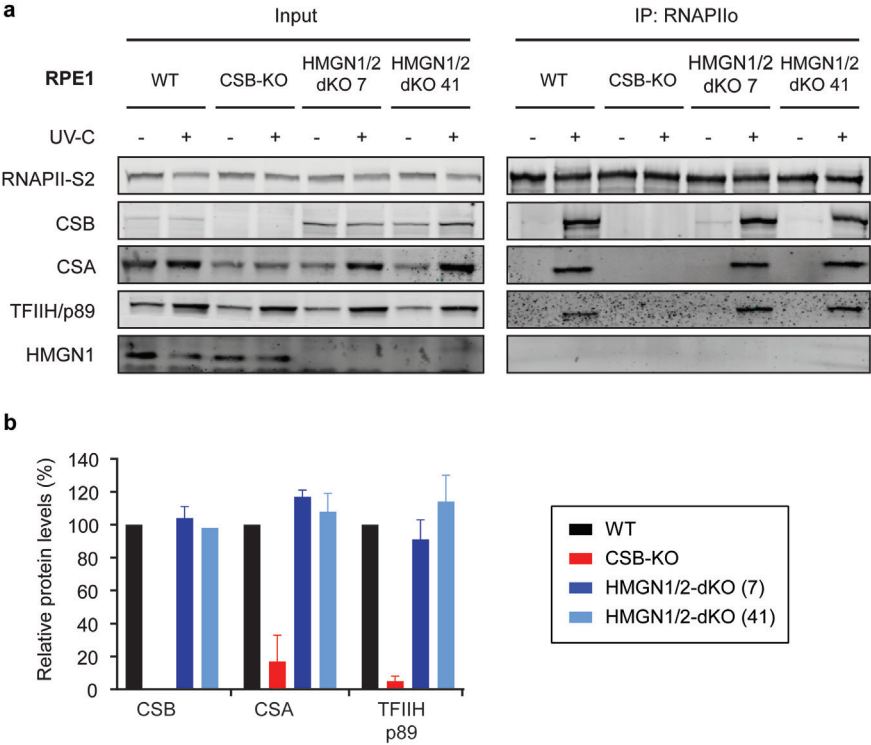 a
Input
IP: RNAPIIo
RPE1
WT
CSB-KO
HMGN1/2
dKO 7
HMGN1/2
dKO 41
WT
CSB-KO
HMGN1/2
dKO 7
HMGN1/2
dKO 41
UV-C
- + - + - + - +
- + - + - + - +
RNAPII-S2
CSB
CSA
TFIIH/p89
HMGN1
b
Relative protein levels (%)
140
120
100
80
60
40
20
0
CSB
CSA
TFIIH
p89
WT
CSB-KO
HMGN1/2-dKO (7)
HMGN1/2-dKO (41)